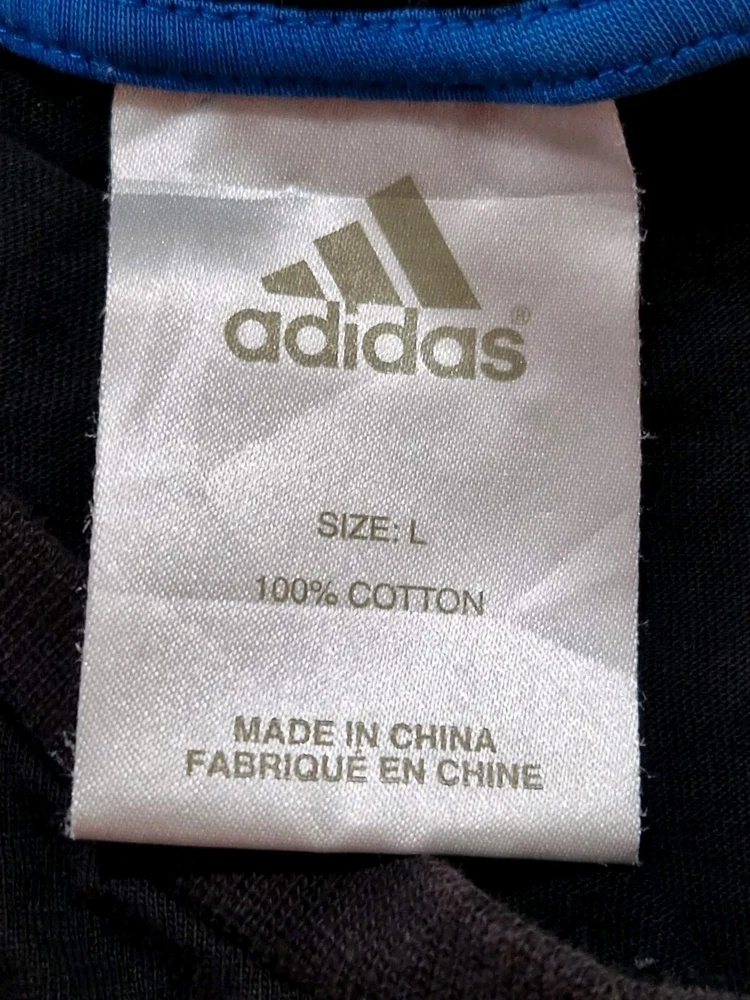 adidas®
SIZE: L
100% COTTON
MADE IN CHINA
FABRIQUÉ EN CHINE